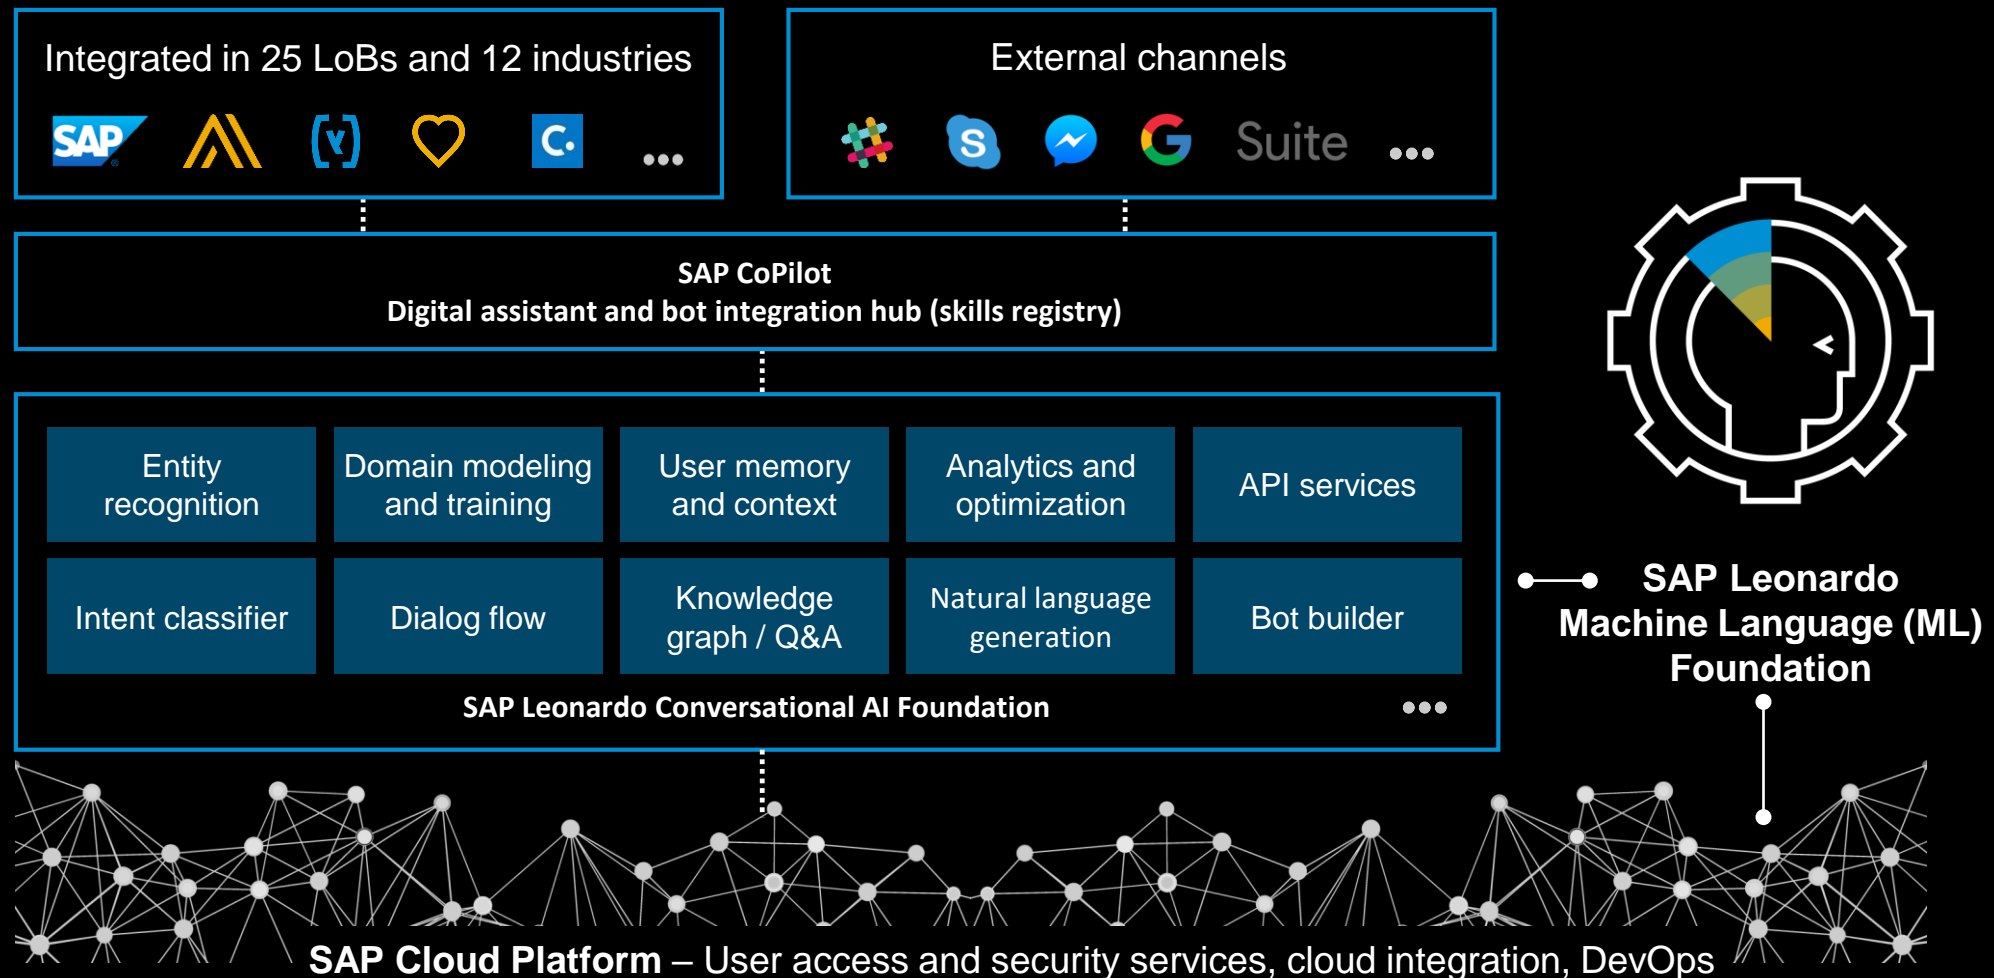 Integrated in 25 LoBs and 12 industries
SAP
C.
External channels
S
G Suite
SAP CoPilot
Digital assistant and bot integration hub (skills registry)
Entity
recognition
Domain modeling
and training
User memory
and context
Analytics and
optimization
API services
Intent classifier
Dialog flow
Knowledge
graph / Q&A
Natural language
generation
Bot builder
SAP Leonardo Conversational AI Foundation
SAP Leonardo
Machine Language (ML)
Foundation
SAP Cloud Platform – User access and security services, cloud integration, DevOps